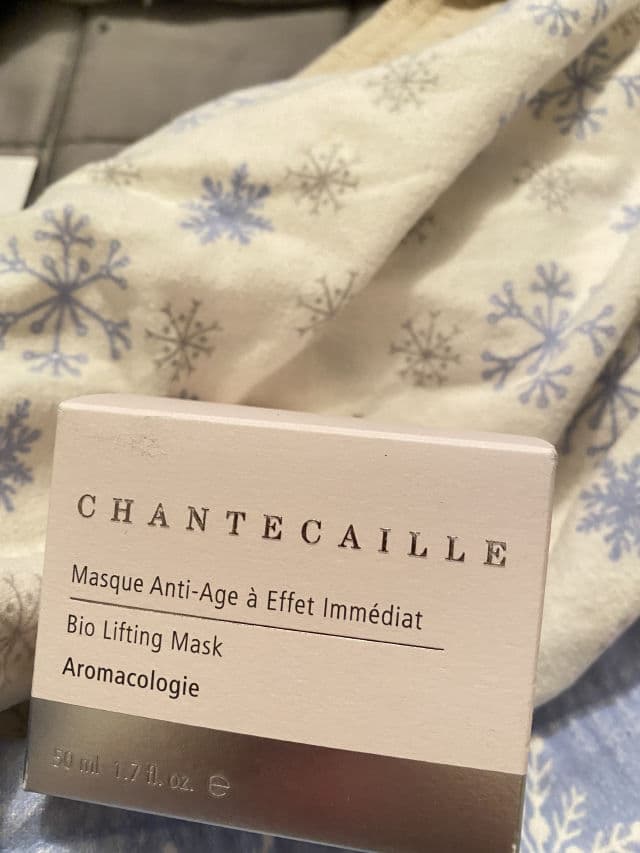 CHANTECAILLE
Masque Anti-Age à Effet Immédiat
Bio Lifting Mask
Aromacologie
50 ml 1.7 fl. oz. ℮